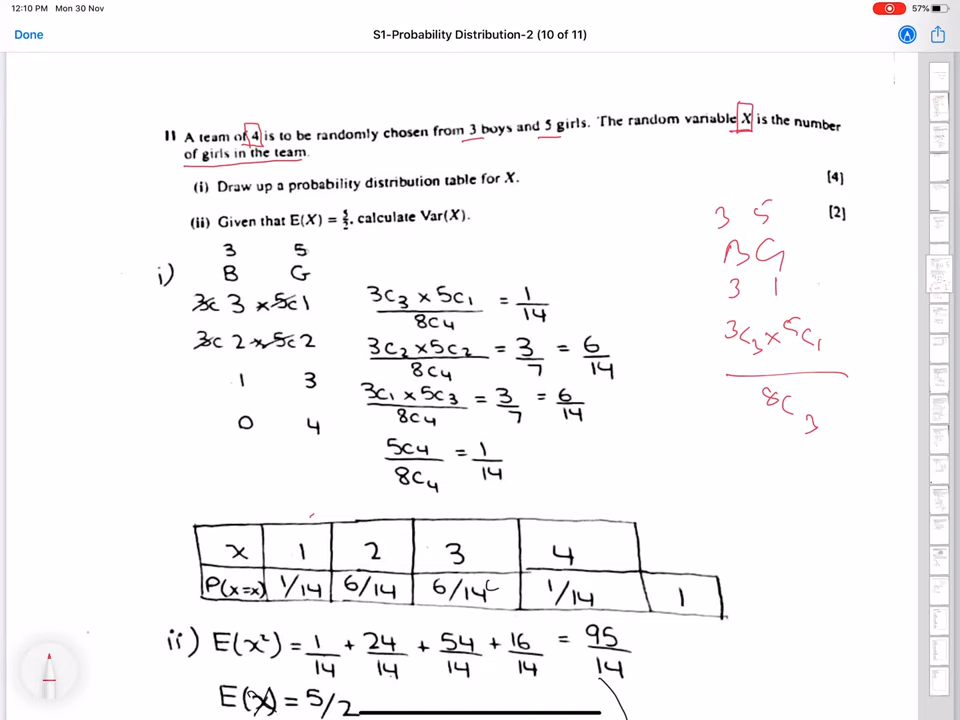 12:10 PM Mon 30 Nov
57%
Done
S1-Probability Distribution-2 (10 of 11)
11 A team of 4 is to be randomly chosen from 3 boys and 5 girls. The random variable X is the number
of girls in the team.
(i) Draw up a probability distribution table for X. [4]
(ii) Given that E(X) = 5/2, calculate Var(X). [2]
i)
3 5
B G
3c 3 × 5c1
3c 2 × 5c2
1 3
0 4
3c3 × 5c1 / 8c4 = 1/14
3c2 × 5c2 / 8c4 = 3/7 = 6/14
3c1 × 5c3 / 8c4 = 3/7 = 6/14
5c4 / 8c4 = 1/14
3 5
B G
3 1
3c3 × 5c1
8c3
x 1 2 3 4
P(x=x) 1/14 6/14 6/14 1/14 1
ii) E(x²) = 1/14 + 24/14 + 54/14 + 16/14 = 95/14
E(x) = 5/2